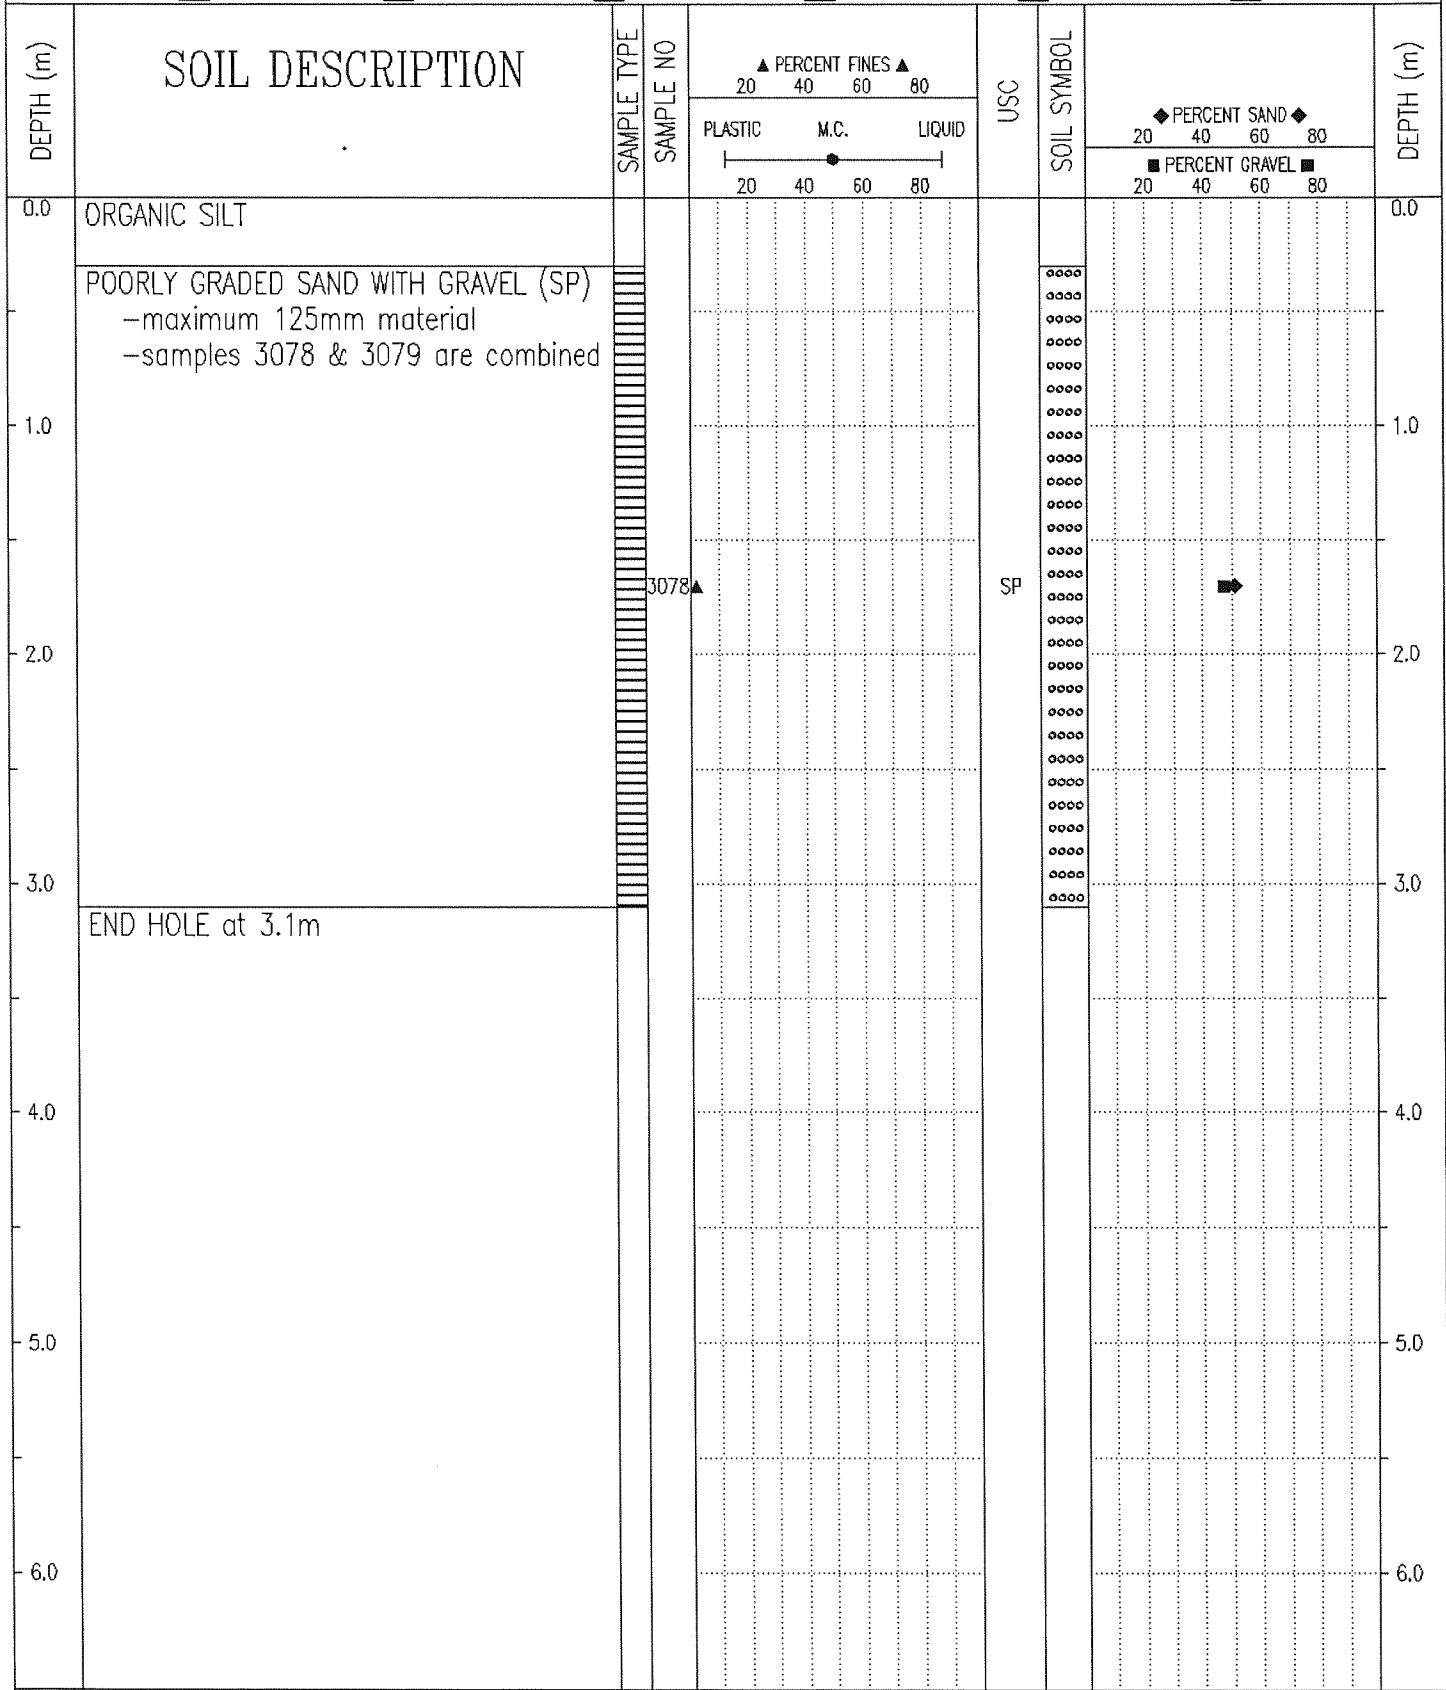 DEPTH (m)
SOIL DESCRIPTION
SAMPLE TYPE
SAMPLE NO
▲ PERCENT FINES ▲
20 40 60 80
PLASTIC M.C. LIQUID
20 40 60 80
USC
SOIL SYMBOL
◆ PERCENT SAND ◆
20 40 60 80
■ PERCENT GRAVEL ■
20 40 60 80
DEPTH (m)
0.0 ORGANIC SILT 0.0
POORLY GRADED SAND WITH GRAVEL (SP)
-maximum 125mm material
-samples 3078 & 3079 are combined
1.0 1.0
3078 SP
2.0 2.0
3.0 3.0
END HOLE at 3.1m
4.0 4.0
5.0 5.0
6.0 6.0